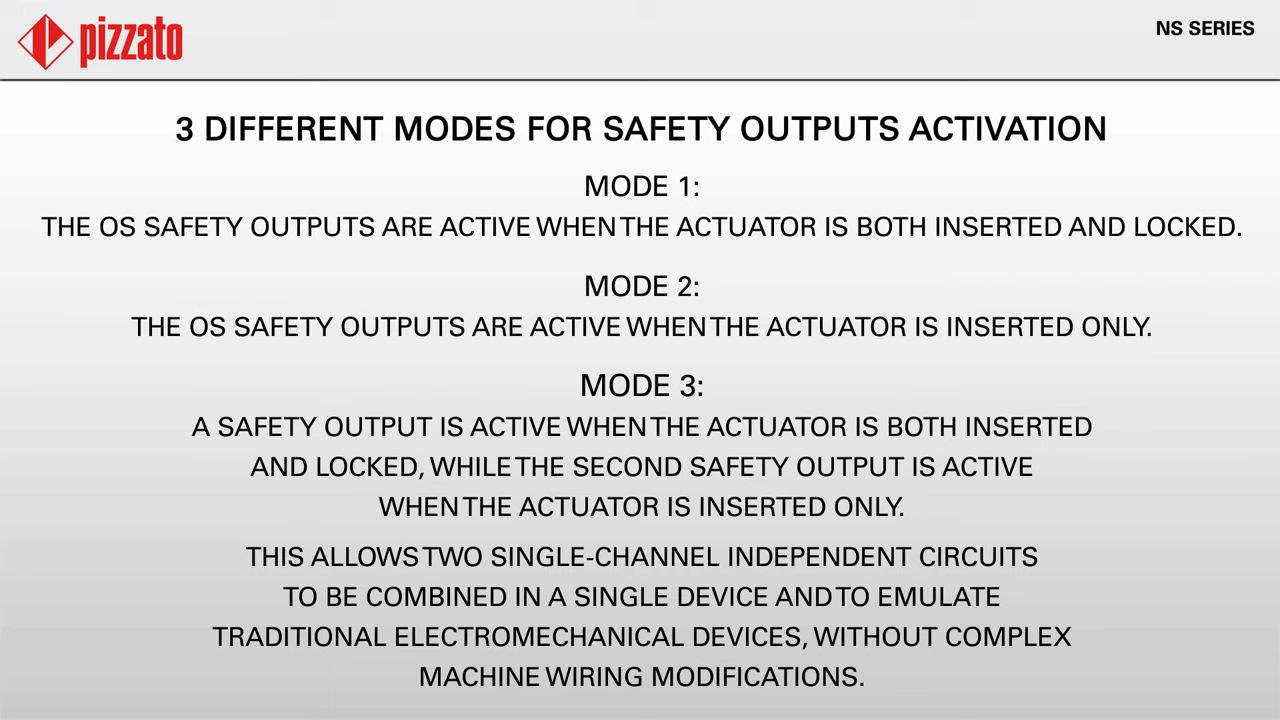 pizzato
NS SERIES
3 DIFFERENT MODES FOR SAFETY OUTPUTS ACTIVATION
MODE 1:
THE OS SAFETY OUTPUTS ARE ACTIVE WHEN THE ACTUATOR IS BOTH INSERTED AND LOCKED.
MODE 2:
THE OS SAFETY OUTPUTS ARE ACTIVE WHEN THE ACTUATOR IS INSERTED ONLY.
MODE 3:
A SAFETY OUTPUT IS ACTIVE WHEN THE ACTUATOR IS BOTH INSERTED
AND LOCKED, WHILE THE SECOND SAFETY OUTPUT IS ACTIVE
WHEN THE ACTUATOR IS INSERTED ONLY.
THIS ALLOWS TWO SINGLE-CHANNEL INDEPENDENT CIRCUITS
TO BE COMBINED IN A SINGLE DEVICE AND TO EMULATE
TRADITIONAL ELECTROMECHANICAL DEVICES, WITHOUT COMPLEX
MACHINE WIRING MODIFICATIONS.